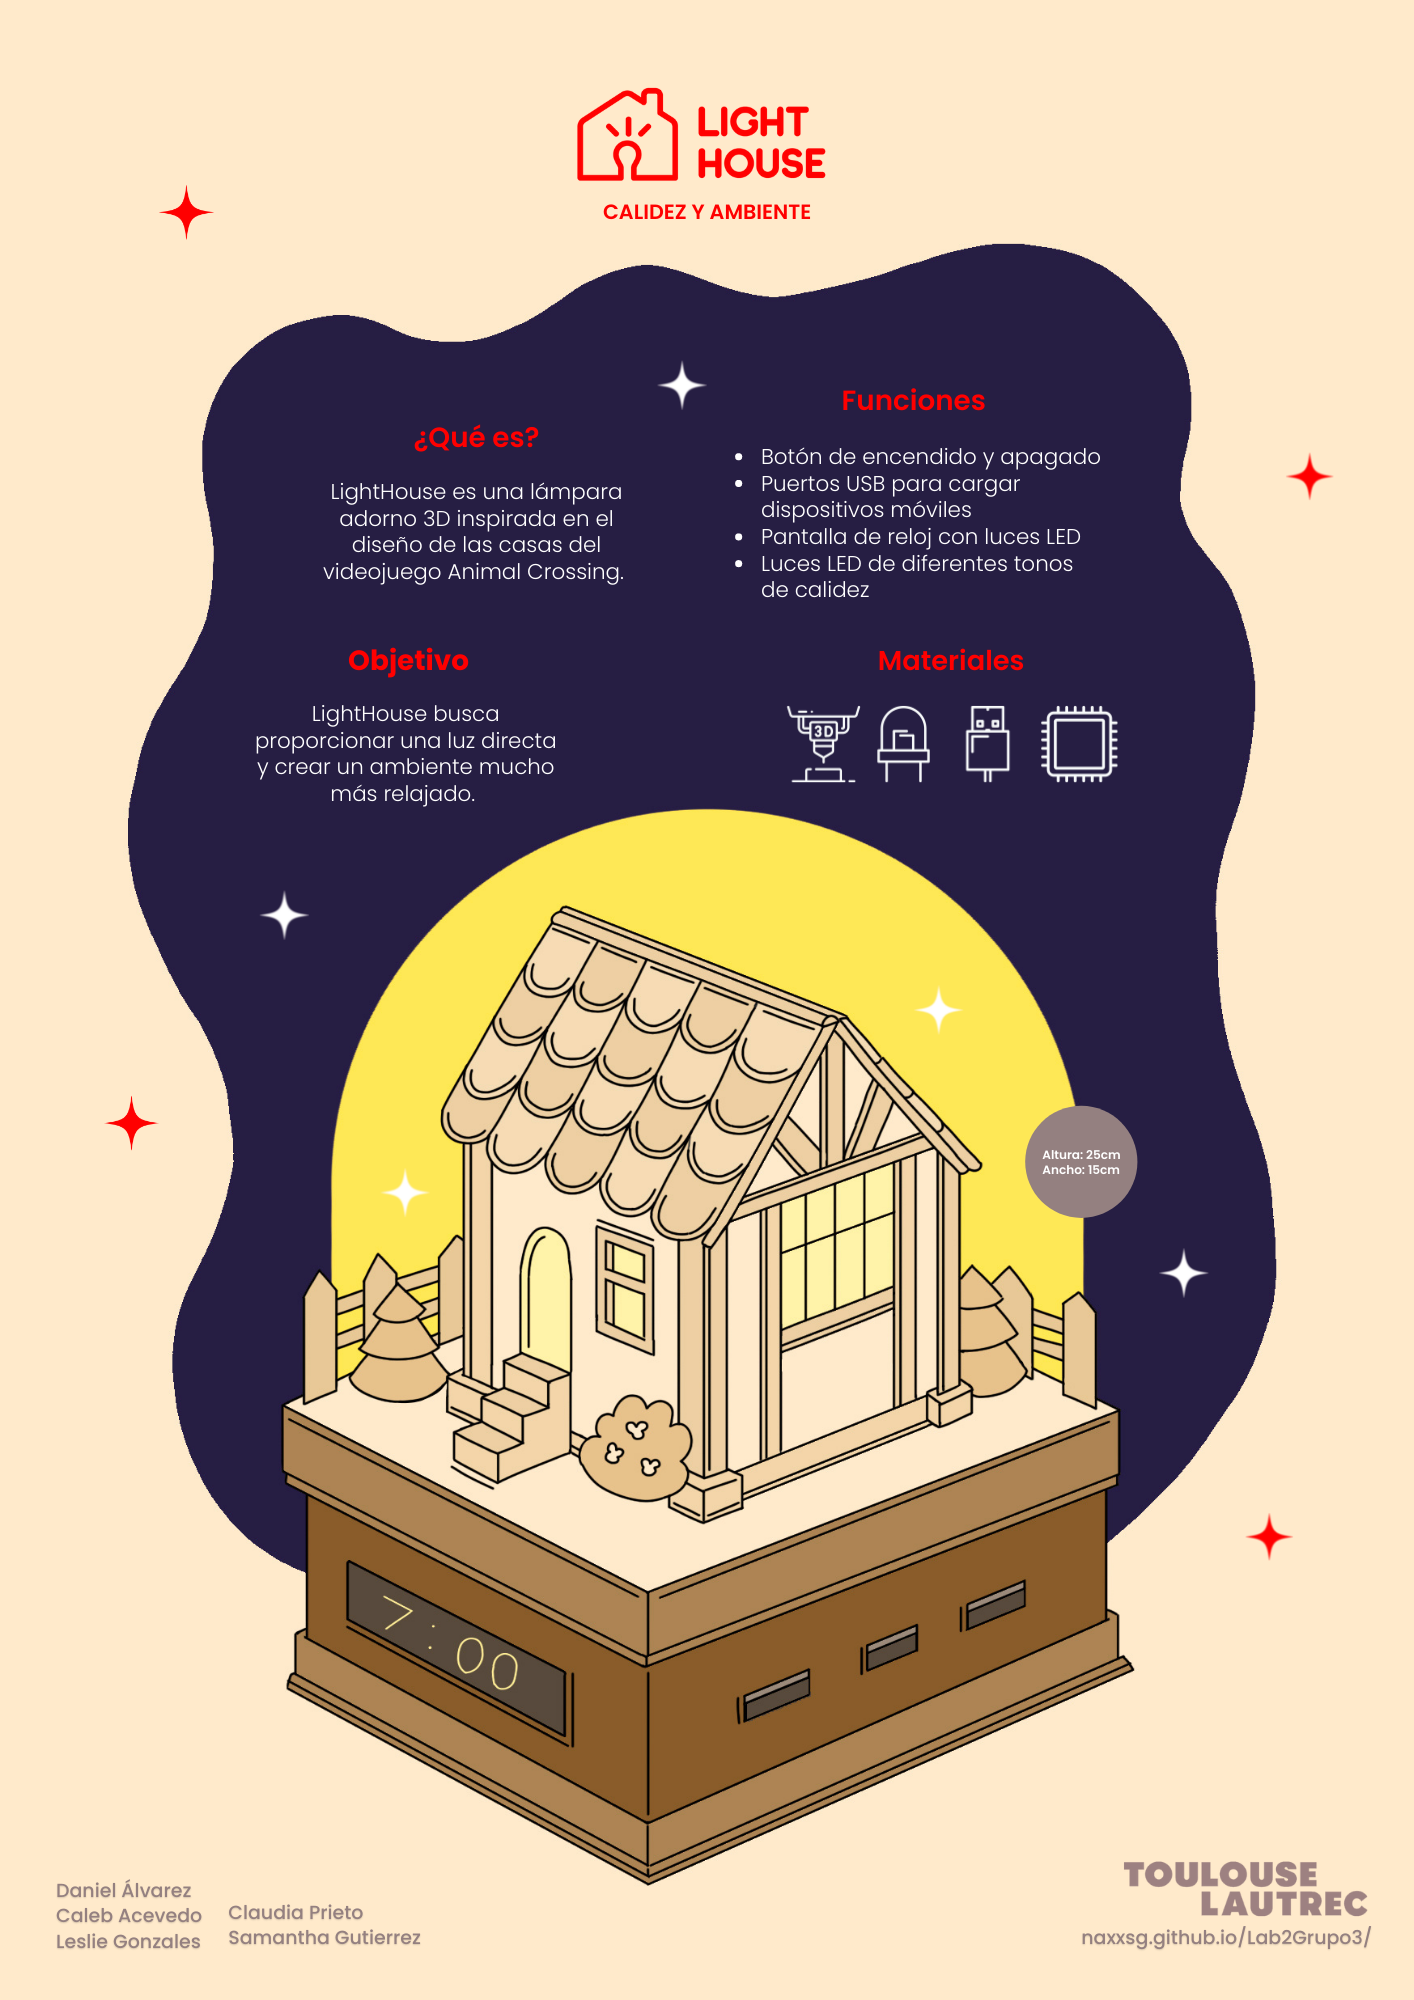 LIGHT
HOUSE
CALIDEZ Y AMBIENTE
¿Qué es?
LightHouse es una lámpara
adorno 3D inspirada en el
diseño de las casas del
videojuego Animal Crossing.
Funciones
• Botón de encendido y apagado
• Puertos USB para cargar
dispositivos móviles
• Pantalla de reloj con luces LED
• Luces LED de diferentes tonos
de calidez
Objetivo
LightHouse busca
proporcionar una luz directa
y crear un ambiente mucho
más relajado.
Materiales
3D
Altura: 25cm
Ancho: 15cm
7:00
Daniel Álvarez
Caleb Acevedo
Leslie Gonzales
Claudia Prieto
Samantha Gutierrez
TOULOUSE
LAUTREC
naxxsg.github.io/Lab2Grupo3/